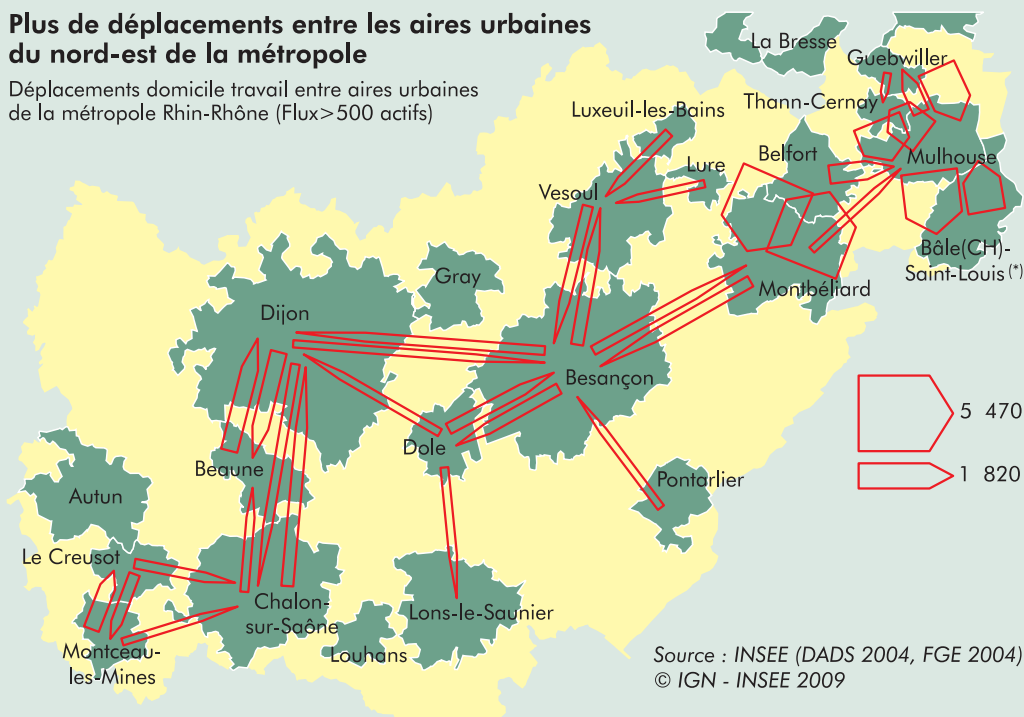 Plus de déplacements entre les aires urbaines
du nord-est de la métropole
Déplacements domicile travail entre aires urbaines
de la métropole Rhin-Rhône (Flux>500 actifs)
La Bresse
Guebwiller
Luxeuil-les-Bains
Thann-Cernay
Belfort
Mulhouse
Lure
Vesoul
Bâle(CH)-
Saint-Louis (*)
Gray
Montbéliard
Dijon
Besançon
5 470
Dole
Beaune
1 820
Pontarlier
Autun
Le Creusot
Chalon-
sur-Saône
Lons-le-Saunier
Louhans
Montceau-
les-Mines
Source : INSEE (DADS 2004, FGE 2004)
© IGN - INSEE 2009